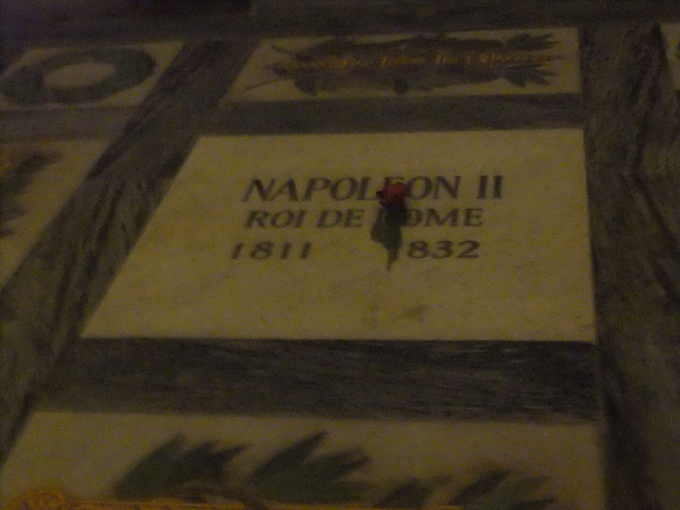 NAPOLEON II
ROI DE ROME
1811 1832